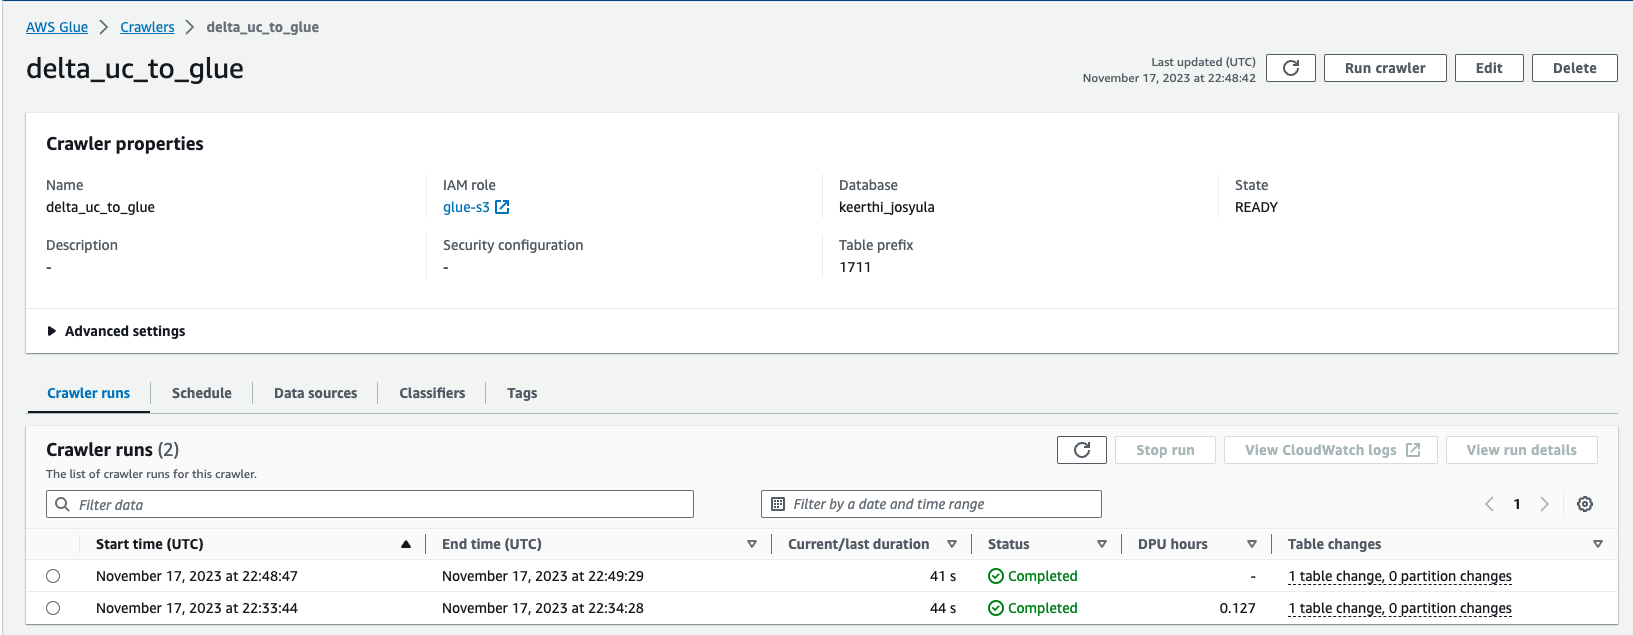 AWS Glue > Crawlers > delta_uc_to_glue
delta_uc_to_glue
Last updated (UTC)
November 17, 2023 at 22:48:42
Run crawler
Edit
Delete
Crawler properties
Name
delta_uc_to_glue
IAM role
glue-s3
Database
keerthi_josyula
State
READY
Description
-
Security configuration
-
Table prefix
1711
Advanced settings
Crawler runs
Schedule
Data sources
Classifiers
Tags
Crawler runs (2)
The list of crawler runs for this crawler.
Stop run
View CloudWatch logs
View run details
Filter data
Filter by a date and time range
1
Start time (UTC) End time (UTC) Current/last duration Status DPU hours Table changes
November 17, 2023 at 22:48:47 November 17, 2023 at 22:49:29 41 s Completed - 1 table change, 0 partition changes
November 17, 2023 at 22:33:44 November 17, 2023 at 22:34:28 44 s Completed 0.127 1 table change, 0 partition changes